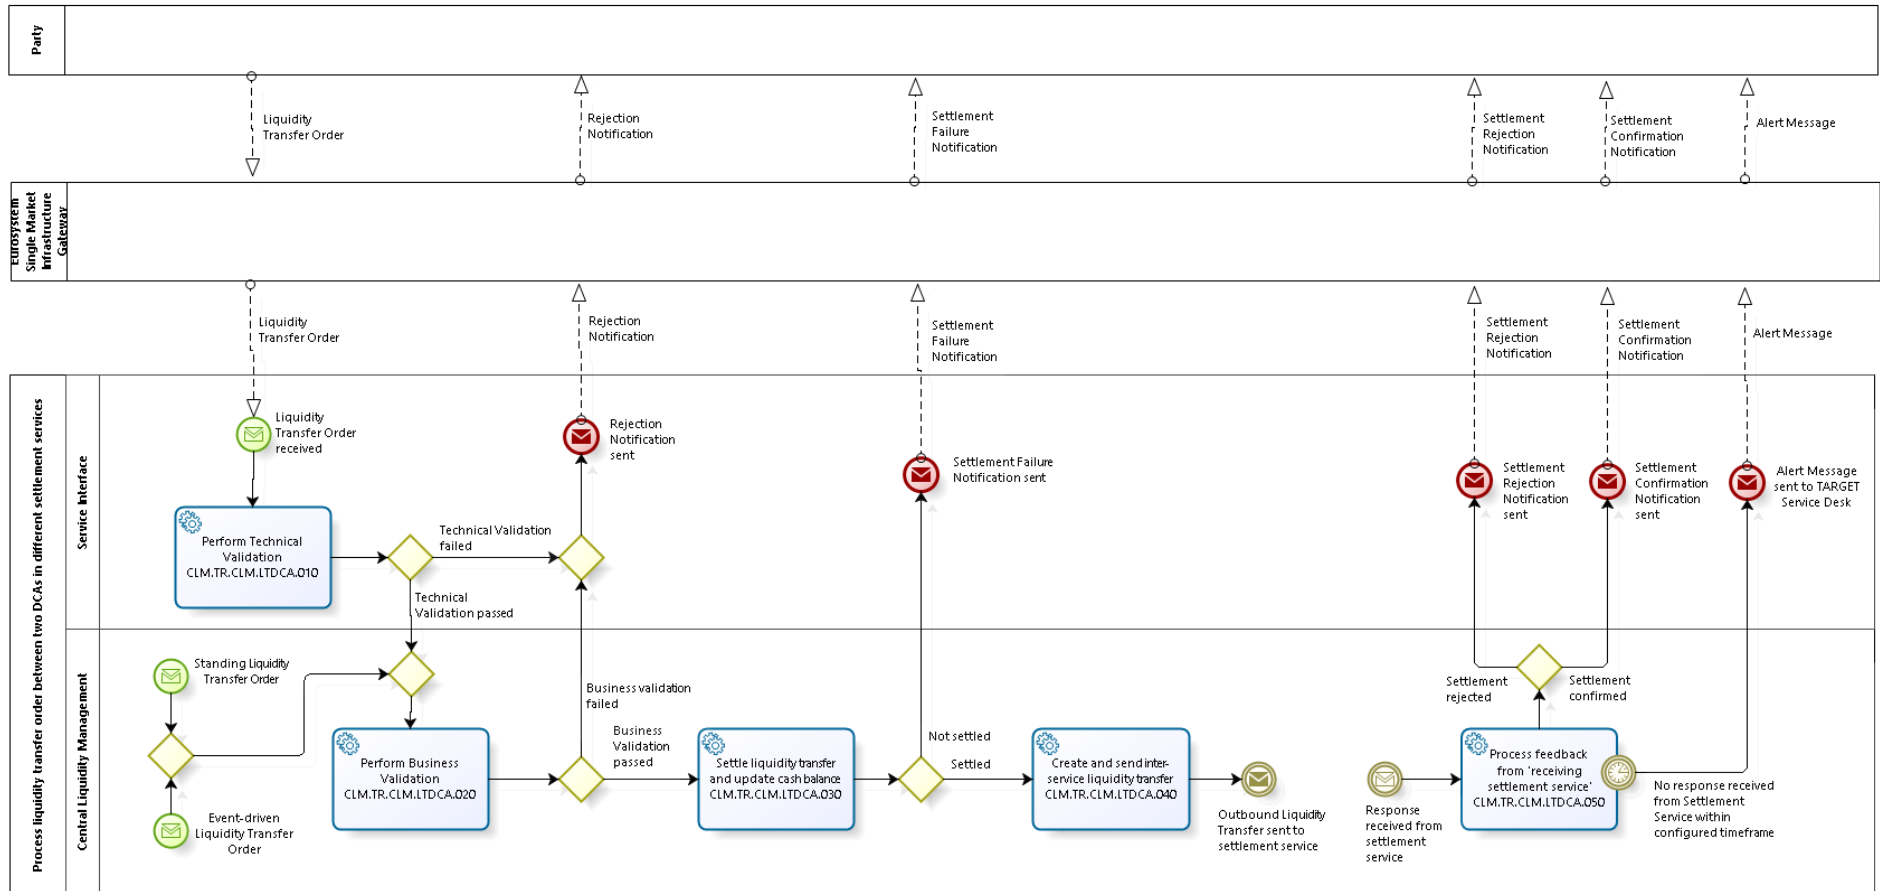 Party
Liquidity
Transfer Order
Rejection
Notification
Settlement
Failure
Notification
Settlement
Rejection
Notification
Settlement
Confirmation
Notification
Alert Message
Eurosystem
Single Market
Infrastructure
Gateway
Liquidity
Transfer Order
Rejection
Notification
Settlement
Failure
Notification
Settlement
Rejection
Notification
Settlement
Confirmation
Notification
Alert Message
Process liquidity transfer order between two DCAs in different settlement services
Service Interface
Liquidity
Transfer Order
received
Rejection
Notification
sent
Settlement Failure
Notification sent
Settlement
Rejection
Notification
sent
Settlement
Confirmation
Notification
sent
Alert Message
sent to TARGET
Service Desk
Perform Technical
Validation
CLM.TR.CLM.LTDCA.010
Technical Validation
failed
Technical
Validation passed
Central Liquidity Management
Standing Liquidity
Transfer Order
Event-driven
Liquidity Transfer
Order
Perform Business
Validation
CLM.TR.CLM.LTDCA.020
Business validation
failed
Business
Validation
passed
Settle liquidity transfer
and update cash balance
CLM.TR.CLM.LTDCA.030
Not settled
Settled
Create and send inter-
service liquidity transfer
CLM.TR.CLM.LTDCA.040
Outbound Liquidity
Transfer sent to
settlement service
Response
received from
settlement
service
Settlement
rejected
Settlement
confirmed
Process feedback
from 'receiving
settlement service'
CLM.TR.CLM.LTDCA.050
No response received
from Settlement
Service within
configured timeframe